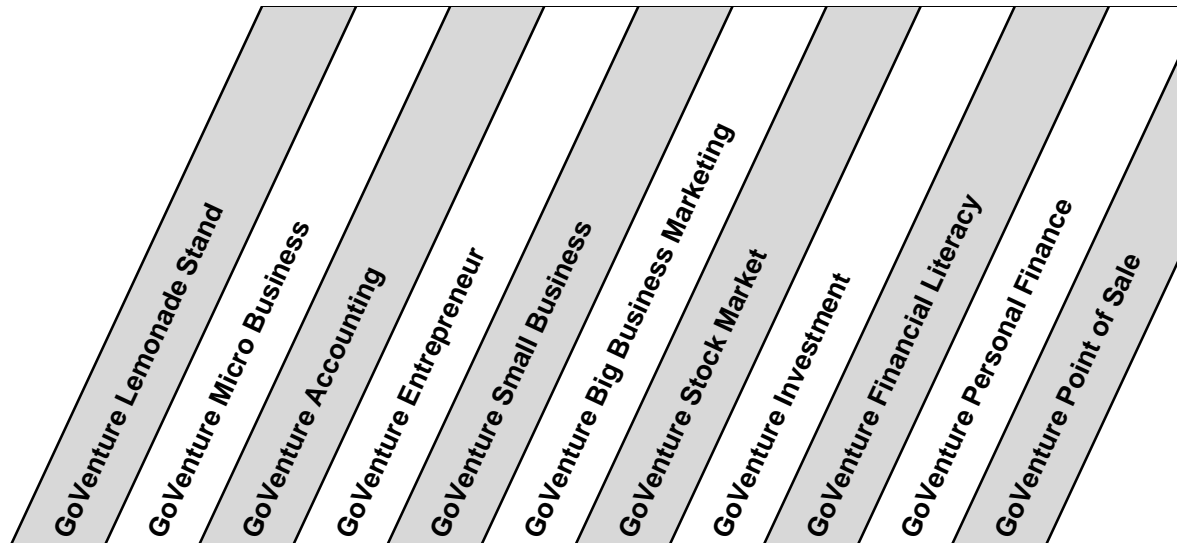 GoVenture Lemonade Stand
GoVenture Micro Business
GoVenture Accounting
GoVenture Entrepreneur
GoVenture Small Business
GoVenture Big Business Marketing
GoVenture Stock Market
GoVenture Investment
GoVenture Financial Literacy
GoVenture Personal Finance
GoVenture Point of Sale